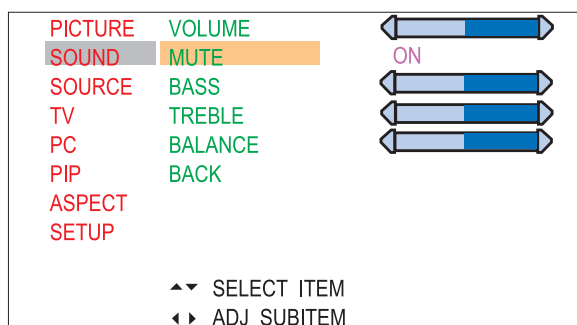 PICTURE VOLUME
SOUND MUTE ON
SOURCE BASS
TV TREBLE
PC BALANCE
PIP BACK
ASPECT
SETUP
SELECT ITEM
ADJ SUBITEM